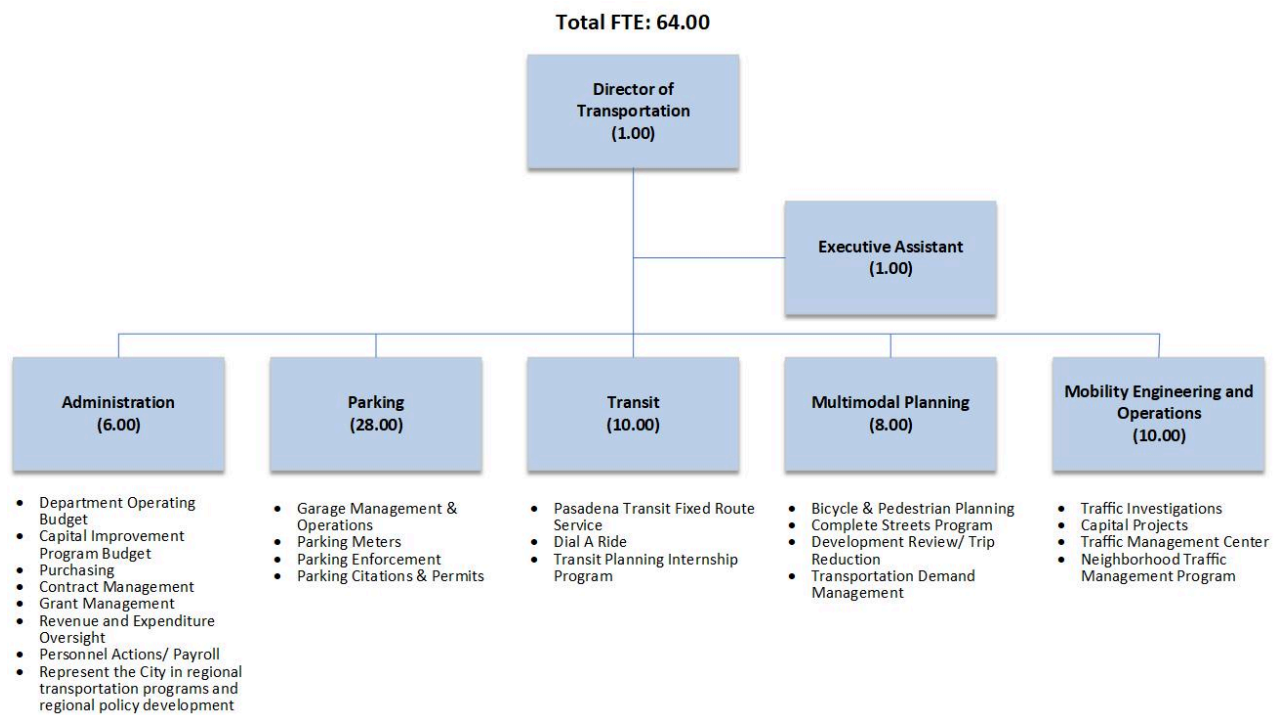 Total FTE: 64.00
Director of
Transportation
(1.00)
Executive Assistant
(1.00)
Administration
(6.00)
Parking
(28.00)
Transit
(10.00)
Multimodal Planning
(8.00)
Mobility Engineering and
Operations
(10.00)
• Department Operating
Budget
• Capital Improvement
Program Budget
• Purchasing
• Contract Management
• Grant Management
• Revenue and Expenditure
Oversight
• Personnel Actions/ Payroll
• Represent the City in regional
transportation programs and
regional policy development
• Garage Management &
Operations
• Parking Meters
• Parking Enforcement
• Parking Citations & Permits
• Pasadena Transit Fixed Route
Service
• Dial A Ride
• Transit Planning Internship
Program
• Bicycle & Pedestrian Planning
• Complete Streets Program
• Development Review/ Trip
Reduction
• Transportation Demand
Management
• Traffic Investigations
• Capital Projects
• Traffic Management Center
• Neighborhood Traffic
Management Program